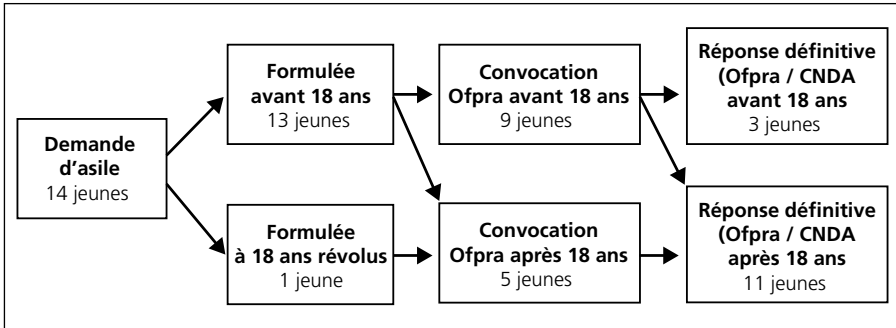 Demande
d'asile
14 jeunes
Formulée
avant 18 ans
13 jeunes
Formulée
à 18 ans révolus
1 jeune
Convocation
Ofpra avant 18 ans
9 jeunes
Convocation
Ofpra après 18 ans
5 jeunes
Réponse définitive
(Ofpra / CNDA
avant 18 ans
3 jeunes
Réponse définitive
(Ofpra / CNDA
après 18 ans
11 jeunes